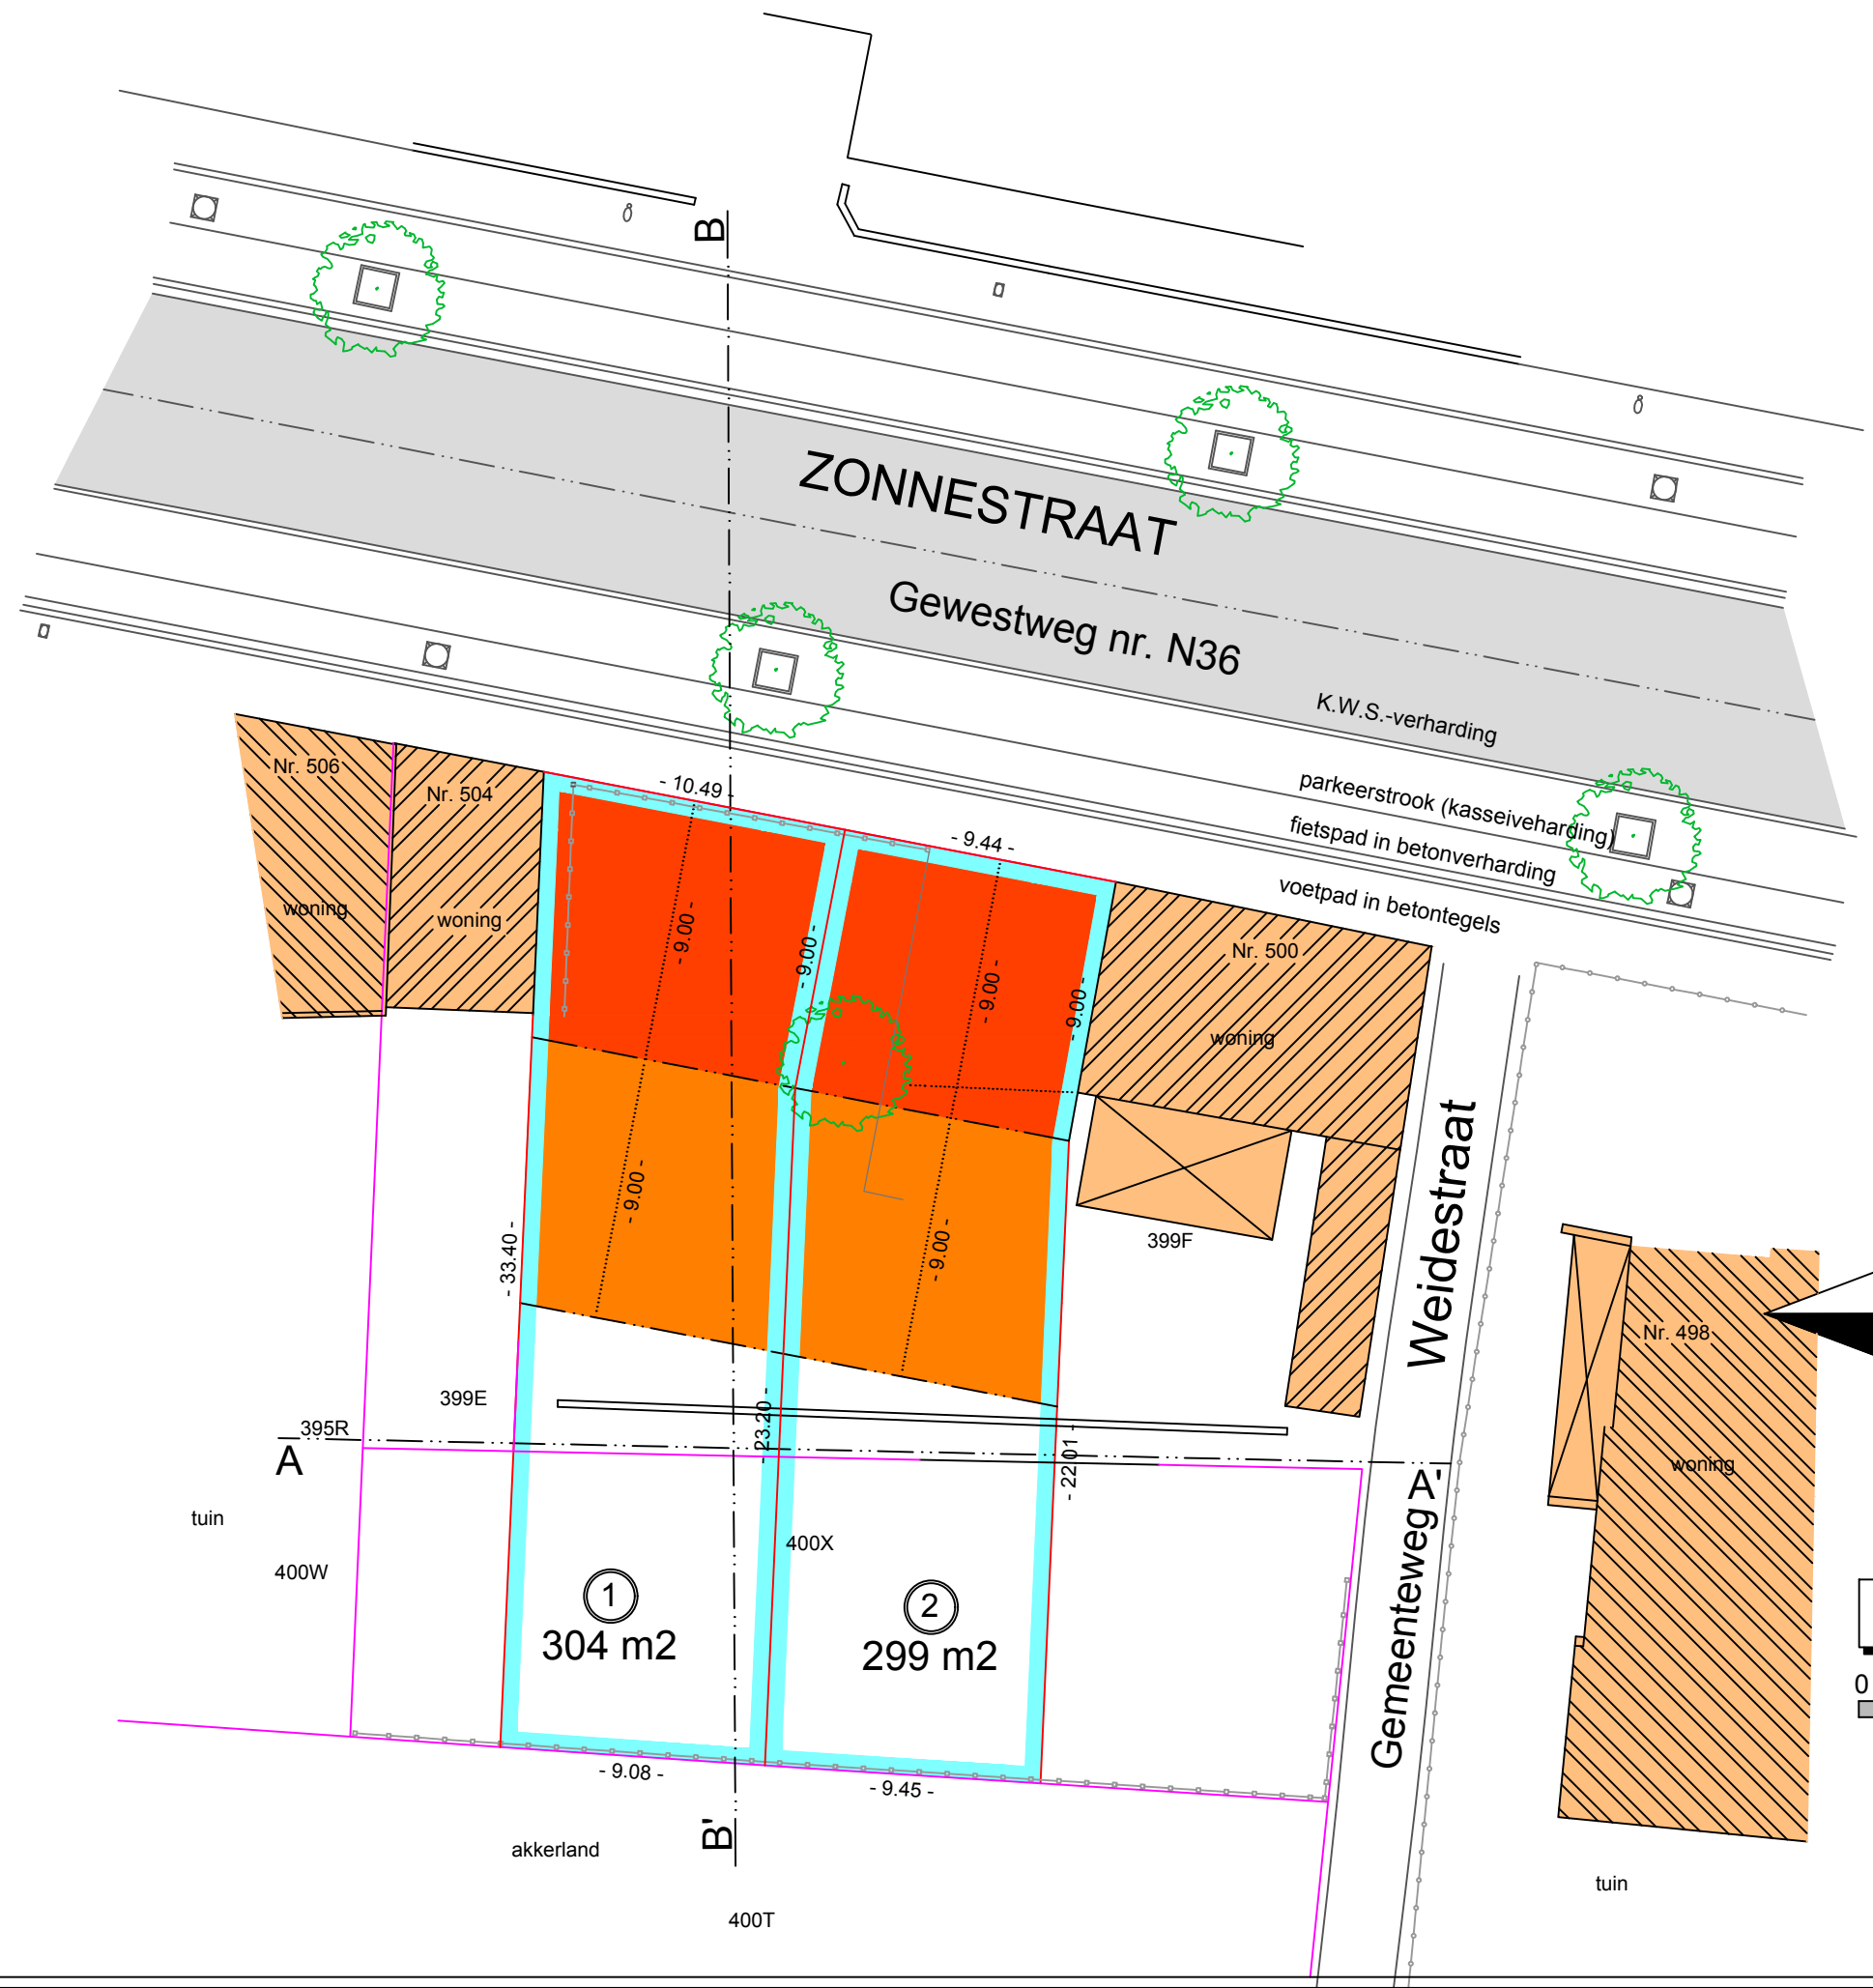 B
ZONNESTRAAT
Gewestweg nr. N36
K.W.S.-verharding
parkeerstrook (kasseiveharding)
fietspad in betonverharding
voetpad in betontegels
Nr. 506
woning
Nr. 504
woning
- 10.49 -
- 9.44 -
- 9.00 -
- 9.00 -
- 9.00 -
- 9.00 -
Nr. 500
woning
- 9.00 -
- 9.00 -
- 33.40 -
399F
Weidestraat
Nr. 498
woning
399E
395R
A
- 23.20 -
- 22.01 -
A'
Gemeenteweg
tuin
400W
400X
1
304 m2
2
299 m2
0
- 9.08 -
- 9.45 -
B'
akkerland
tuin
400T